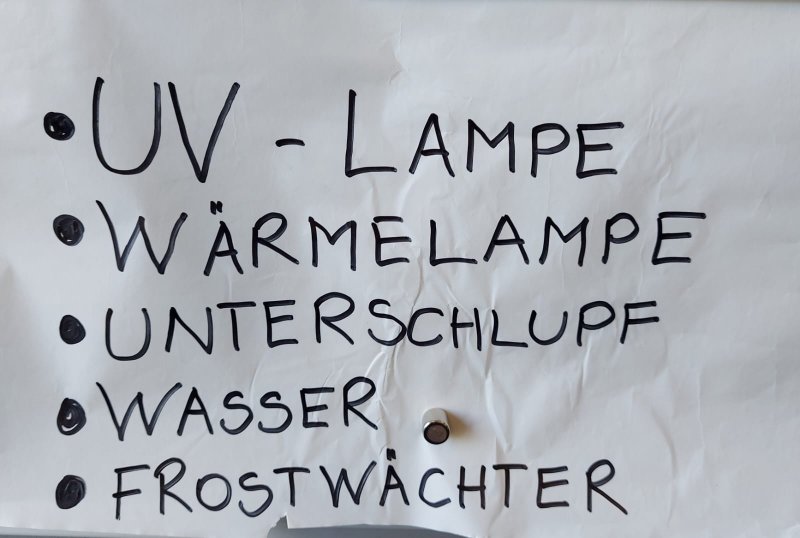 • UV - LAMPE
• WÄRMELAMPE
• UNTERSCHLUPF
• WASSER
• FROSTWÄCHTER